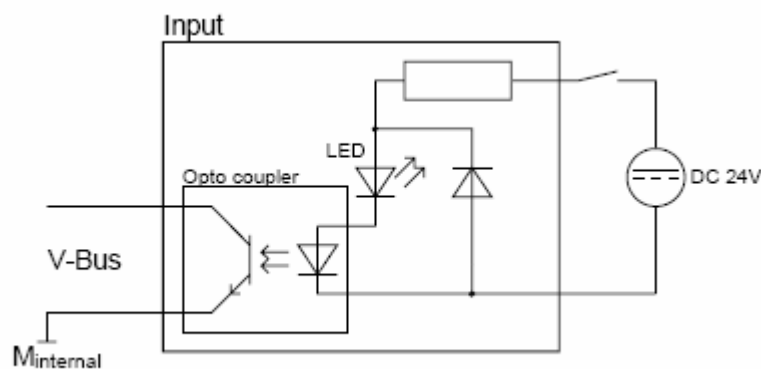 Input
LED
Opto coupler
DC 24V
V-Bus
Minternal